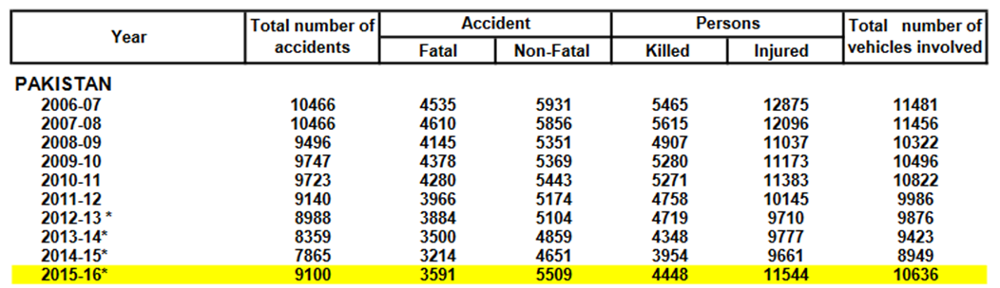 Year Total number of accidents Accident Persons Total number of vehicles involved
Fatal Non-Fatal Killed Injured
PAKISTAN
2006-07 10466 4535 5931 5465 12875 11481
2007-08 10466 4610 5856 5615 12096 11456
2008-09 9496 4145 5351 4907 11037 10322
2009-10 9747 4378 5369 5280 11173 10496
2010-11 9723 4280 5443 5271 11383 10822
2011-12 9140 3966 5174 4758 10145 9986
2012-13 * 8988 3884 5104 4719 9710 9876
2013-14* 8359 3500 4859 4348 9777 9423
2014-15* 7865 3214 4651 3954 9661 8949
2015-16* 9100 3591 5509 4448 11544 10636